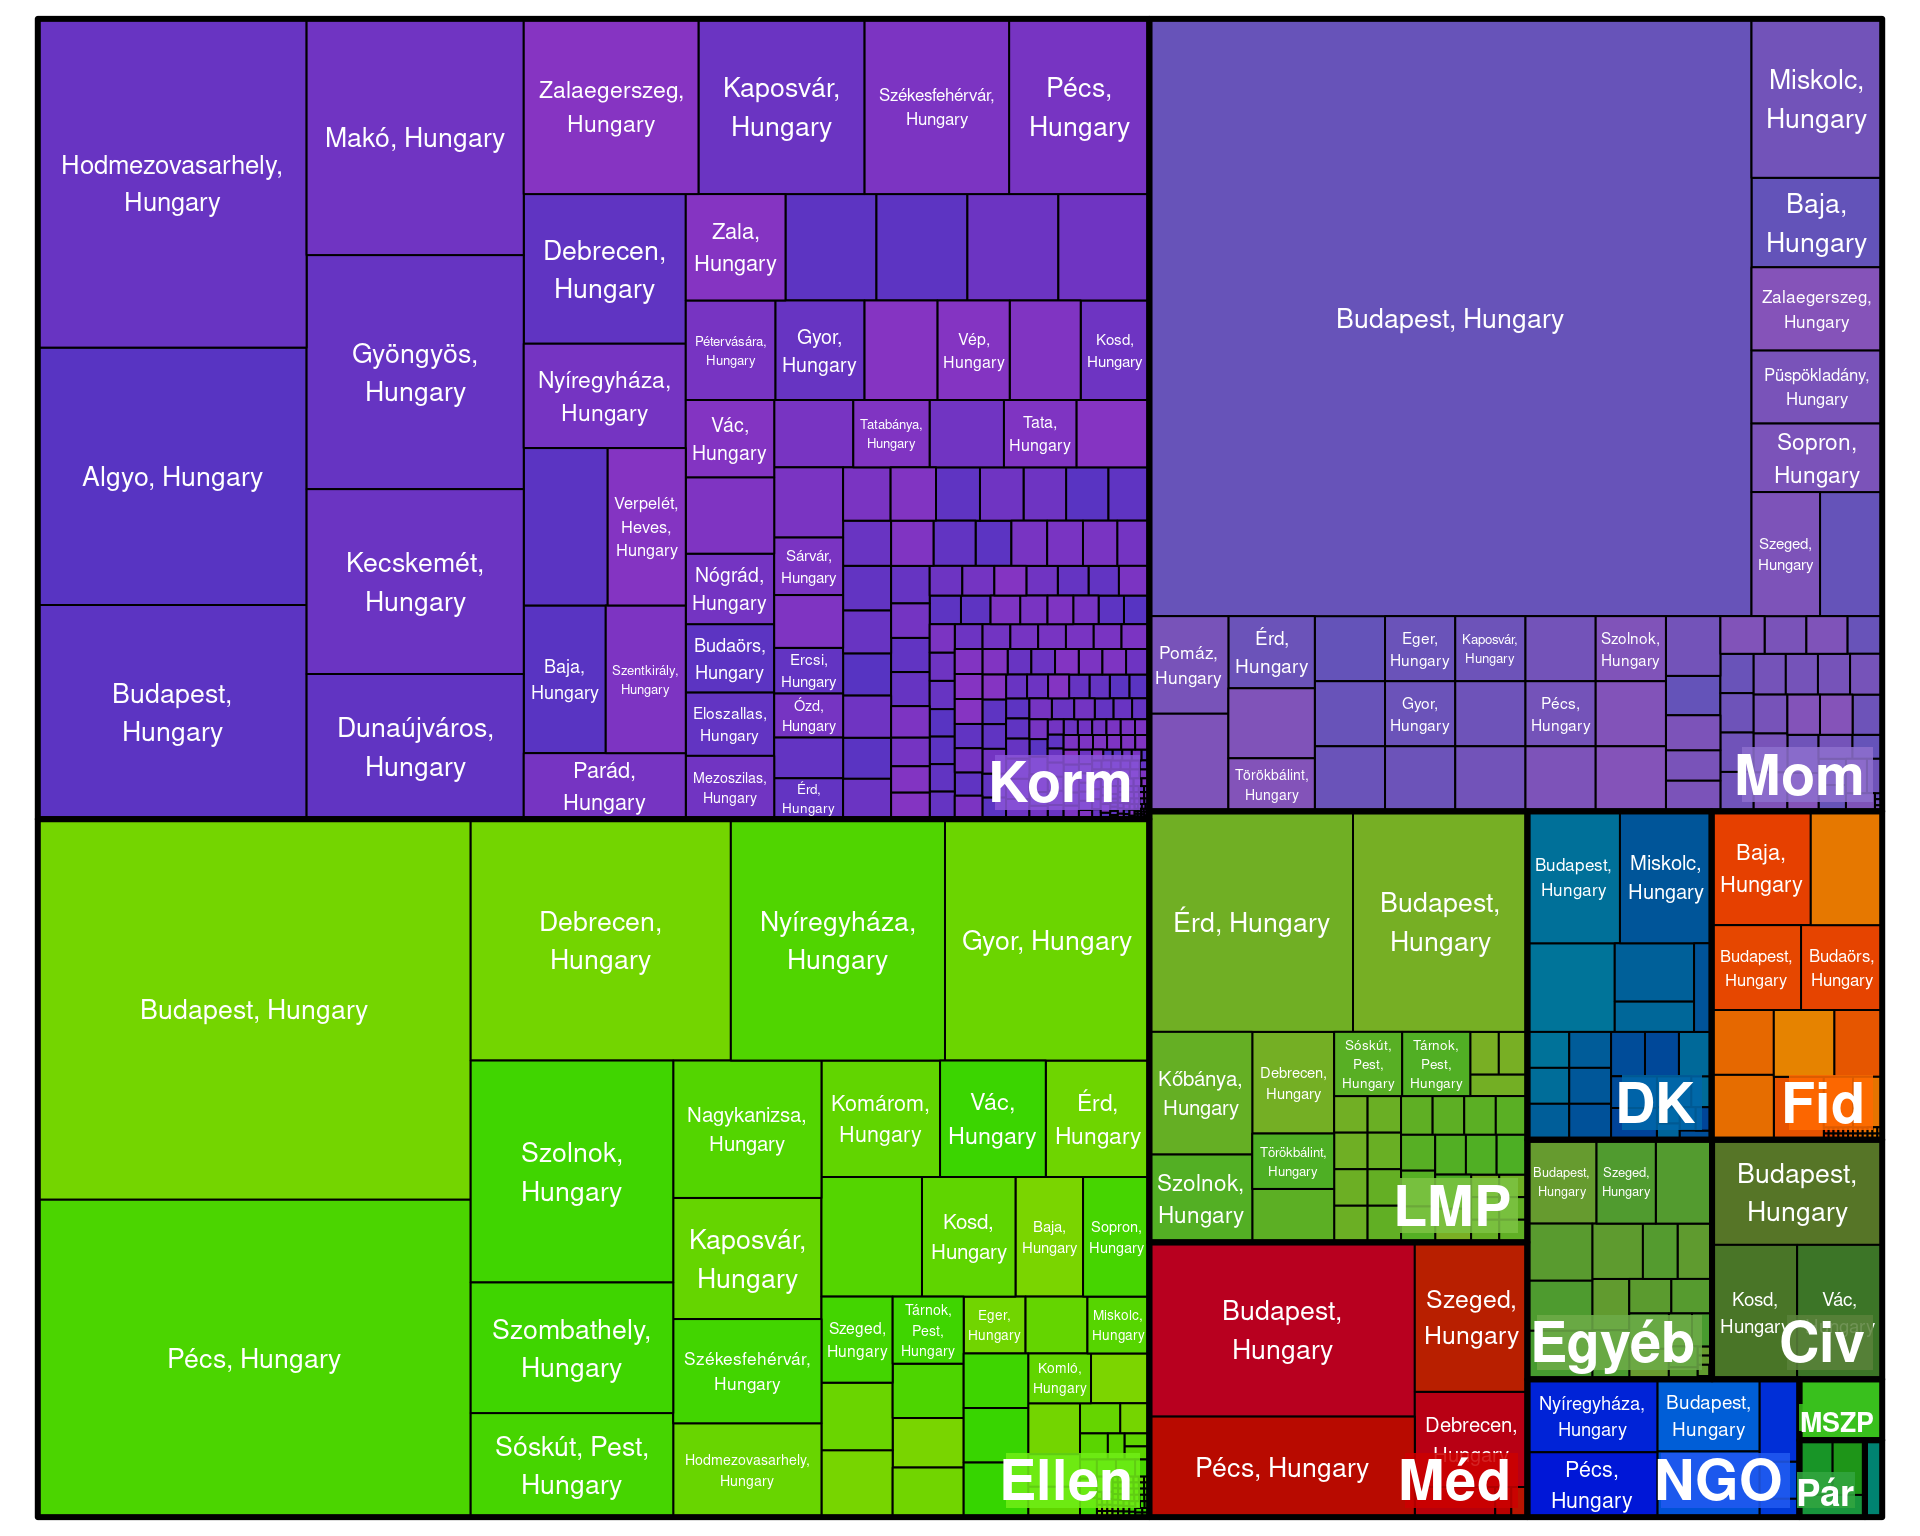 Hodmezovasarhely,
Hungary
Algyo, Hungary
Budapest,
Hungary
Makó, Hungary
Gyöngyös,
Hungary
Kecskemét,
Hungary
Dunaújváros,
Hungary
Zalaegerszeg,
Hungary
Kaposvár,
Hungary
Székesfehérvár,
Hungary
Pécs,
Hungary
Debrecen,
Hungary
Nyíregyháza,
Hungary
Verpelét,
Heves,
Hungary
Baja,
Hungary
Szentkirály,
Hungary
Parád,
Hungary
Zala,
Hungary
Pétervására,
Hungary
Gyor,
Hungary
Vép,
Hungary
Kosd,
Hungary
Vác,
Hungary
Tatabánya,
Hungary
Tata,
Hungary
Nógrád,
Hungary
Budaörs,
Hungary
Eloszallas,
Hungary
Mezoszilas,
Hungary
Sárvár,
Hungary
Ercsi,
Hungary
Ózd,
Hungary
Érd,
Hungary
Korm
Budapest, Hungary
Miskolc,
Hungary
Baja,
Hungary
Zalaegerszeg,
Hungary
Püspökladány,
Hungary
Sopron,
Hungary
Szeged,
Hungary
Pomáz,
Hungary
Érd,
Hungary
Törökbálint,
Hungary
Eger,
Hungary
Kaposvár,
Hungary
Szolnok,
Hungary
Gyor,
Hungary
Pécs,
Hungary
Mom
Budapest, Hungary
Pécs, Hungary
Debrecen,
Hungary
Nyíregyháza,
Hungary
Gyor, Hungary
Szolnok,
Hungary
Szombathely,
Hungary
Sóskút, Pest,
Hungary
Nagykanizsa,
Hungary
Kaposvár,
Hungary
Székesfehérvár,
Hungary
Hodmezovasarhely,
Hungary
Komárom,
Hungary
Vác,
Hungary
Érd,
Hungary
Kosd,
Hungary
Baja,
Hungary
Sopron,
Hungary
Szeged,
Hungary
Tárnok,
Pest,
Hungary
Eger,
Hungary
Miskolc,
Hungary
Komló,
Hungary
Ellen
Érd, Hungary
Budapest,
Hungary
Kőbánya,
Hungary
Szolnok,
Hungary
Debrecen,
Hungary
Törökbálint,
Hungary
Sóskút,
Pest,
Hungary
Tárnok,
Pest,
Hungary
LMP
Budapest,
Hungary
Pécs, Hungary
Szeged,
Hungary
Debrecen,
Hungary
Méd
Budapest,
Hungary
Miskolc,
Hungary
DK
Baja,
Hungary
Budapest,
Hungary
Budaörs,
Hungary
Fid
Budapest,
Hungary
Szeged,
Hungary
Egyéb
Budapest,
Hungary
Kosd,
Hungary
Vác,
Hungary
Civ
Nyíregyháza,
Hungary
Pécs,
Hungary
Budapest,
Hungary
NGO
MSZP
Pár